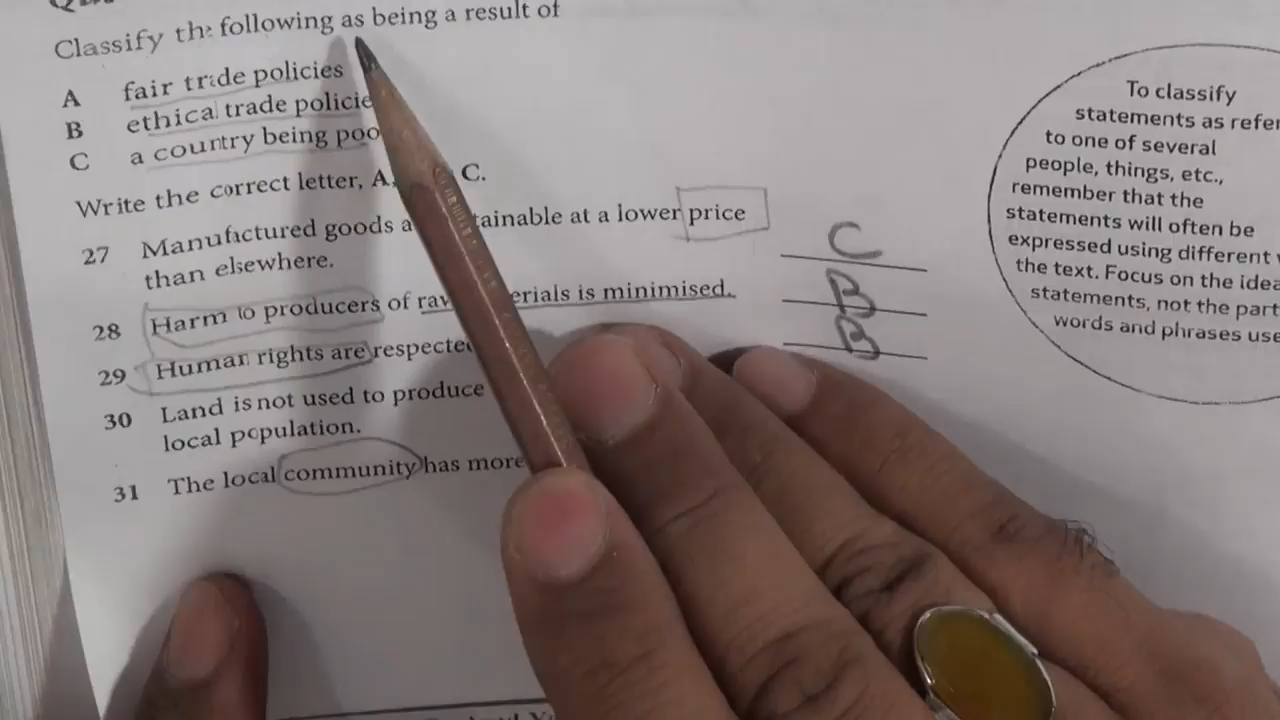 Classify the following as being a result of
A fair trade policies
B ethical trade policie
C a country being poo
Write the correct letter, A, C.
27 Manufactured goods a tainable at a lower price
than elsewhere.
28 Harm to producers of raw erials is minimised.
29 Human rights are respected
30 Land is not used to produce
local population.
31 The local community has more
C
B
B
To classify
statements as refer
to one of several
people, things, etc.,
remember that the
statements will often be
expressed using different
the text. Focus on the idea
statements, not the part
words and phrases use